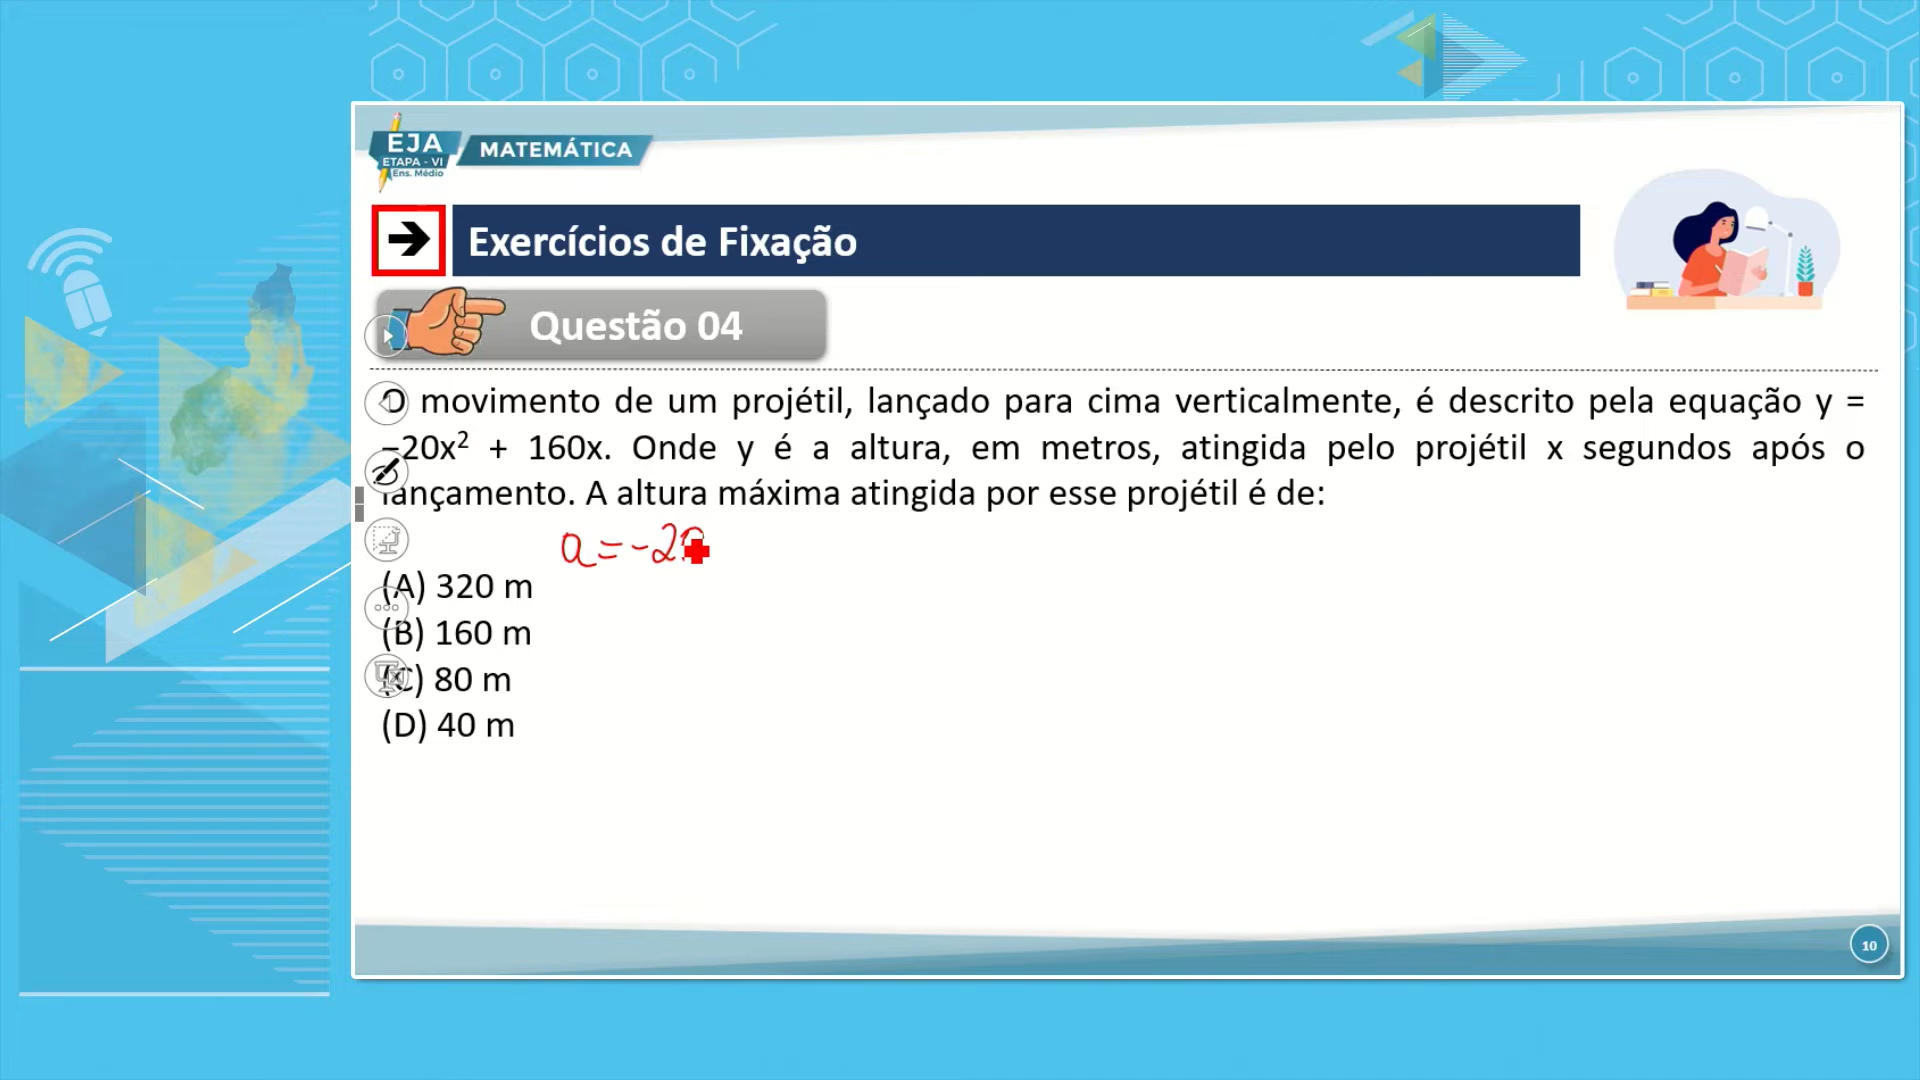 EJA
ETAPA - VI
Ens. Médio
MATEMÁTICA
Exercícios de Fixação
Questão 04
O movimento de um projétil, lançado para cima verticalmente, é descrito pela equação y =
−20x² + 160x. Onde y é a altura, em metros, atingida pelo projétil x segundos após o
lançamento. A altura máxima atingida por esse projétil é de:
a = -20
(A) 320 m
(B) 160 m
(C) 80 m
(D) 40 m
10